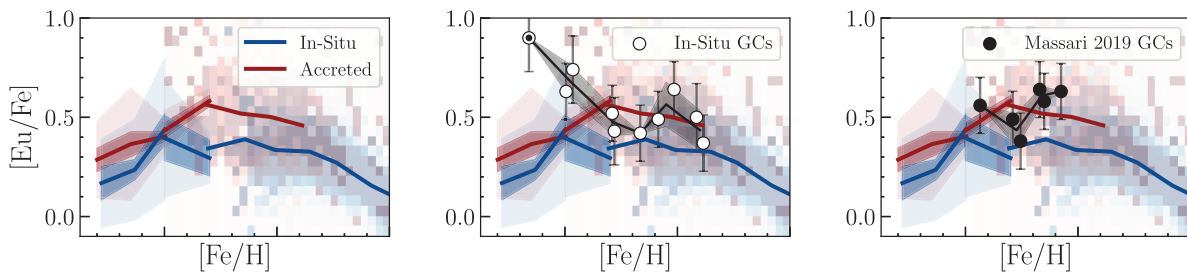 1.0
0.5
0.0
[Eu/Fe]
[Fe/H]
In-Situ
Accreted
1.0
0.5
0.0
[Fe/H]
In-Situ GCs
1.0
0.5
0.0
[Fe/H]
Massari 2019 GCs